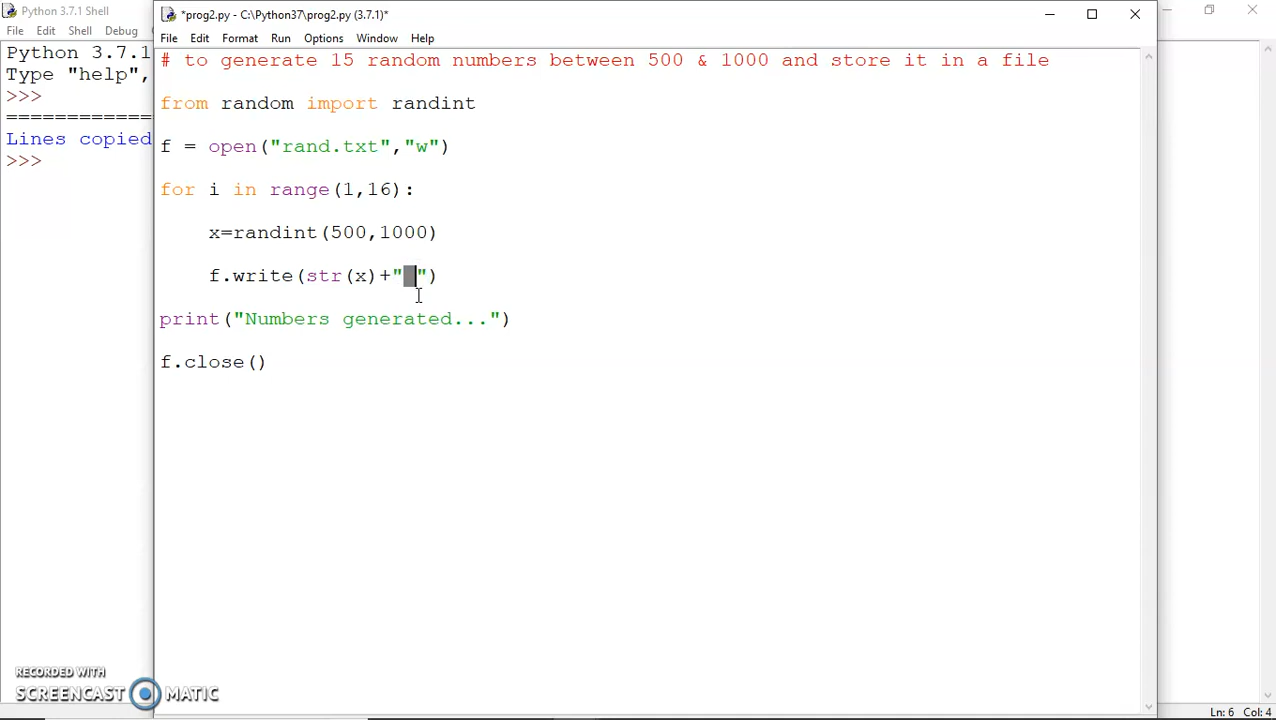 Python 3.7.1 Shell
File Edit Shell Debug
Python 3.7.1
Type "help",
>>>
============
Lines copied
>>>
*prog2.py - C:\Python37\prog2.py (3.7.1)*
File Edit Format Run Options Window Help
# to generate 15 random numbers between 500 & 1000 and store it in a file
from random import randint
f = open("rand.txt","w")
for i in range(1,16):
x=randint(500,1000)
f.write(str(x)+" ")
print("Numbers generated...")
f.close()
RECORDED WITH
SCREENCAST MATIC
Ln: 6 Col: 4